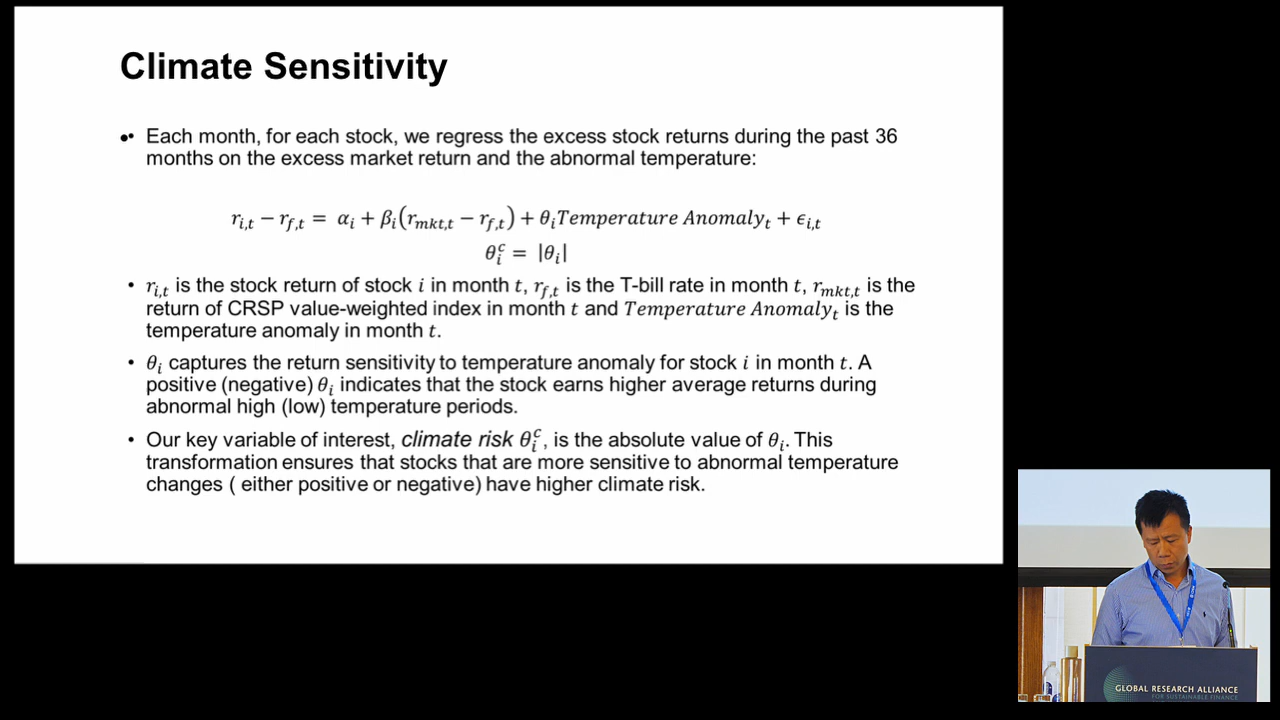 Climate Sensitivity
•• Each month, for each stock, we regress the excess stock returns during the past 36
months on the excess market return and the abnormal temperature:
r_{i,t} − r_{f,t} = α_i + β_i(r_{mkt,t} − r_{f,t}) + θ_i Temperature Anomaly_t + ϵ_{i,t}
θ_i^c = |θ_i|
• r_{i,t} is the stock return of stock i in month t, r_{f,t} is the T-bill rate in month t, r_{mkt,t} is the
return of CRSP value-weighted index in month t and Temperature Anomaly_t is the
temperature anomaly in month t.
• θ_i captures the return sensitivity to temperature anomaly for stock i in month t. A
positive (negative) θ_i indicates that the stock earns higher average returns during
abnormal high (low) temperature periods.
• Our key variable of interest, climate risk θ_i^c, is the absolute value of θ_i. This
transformation ensures that stocks that are more sensitive to abnormal temperature
changes ( either positive or negative) have higher climate risk.
GLOBAL RESEARCH ALLIANCE
FOR SUSTAINABLE FINANCE